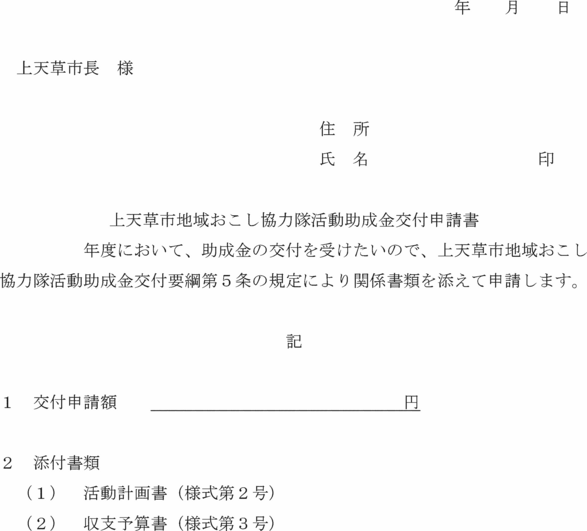 年　　月　　日
上天草市長　様
住　所
氏　名　　　　　　　　　　印
上天草市地域おこし協力隊活動助成金交付申請書
年度において、助成金の交付を受けたいので、上天草市地域おこし
協力隊活動助成金交付要綱第５条の規定により関係書類を添えて申請します。
記
１　交付申請額　　　　　　　　　　　　　　　　　円
２　添付書類
（１）　活動計画書（様式第２号）
（２）　収支予算書（様式第３号）